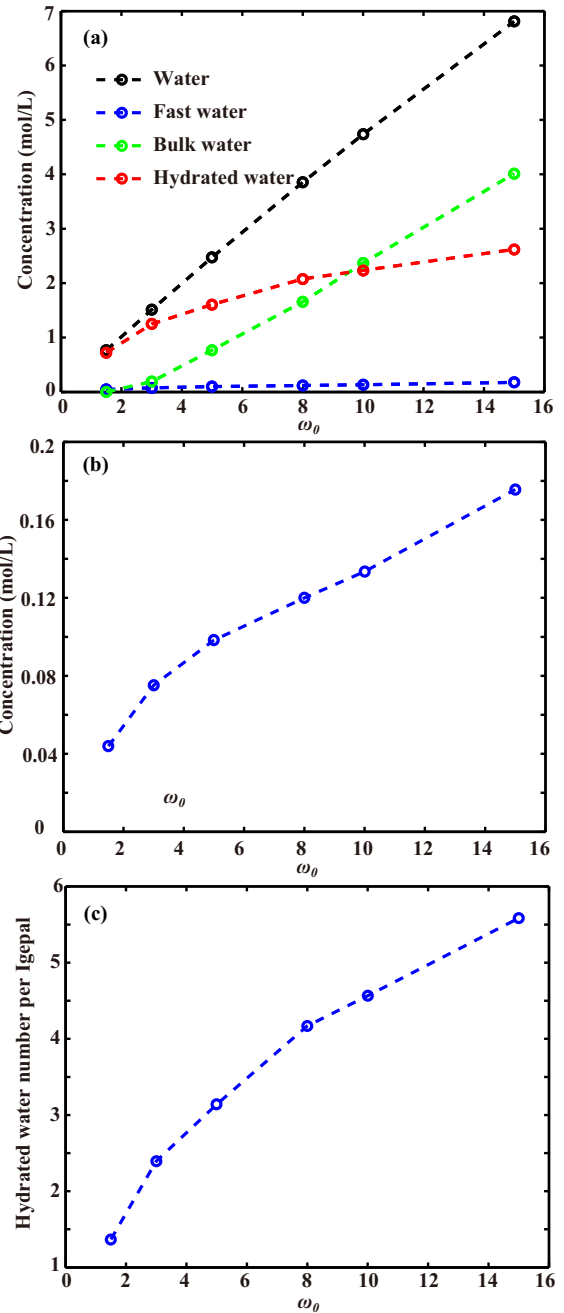 (a)
Water
Fast water
Bulk water
Hydrated water
Concentration (mol/L)
7
6
5
4
3
2
1
0
0 2 4 6 8 10 12 14 16
ω0
(b)
Concentration (mol/L)
0.2
0.16
0.12
0.08
0.04
0
ω0
0 2 4 6 8 10 12 14 16
ω0
(c)
Hydrated water number per Igepal
6
5
4
3
2
1
0 2 4 6 8 10 12 14 16
ω0